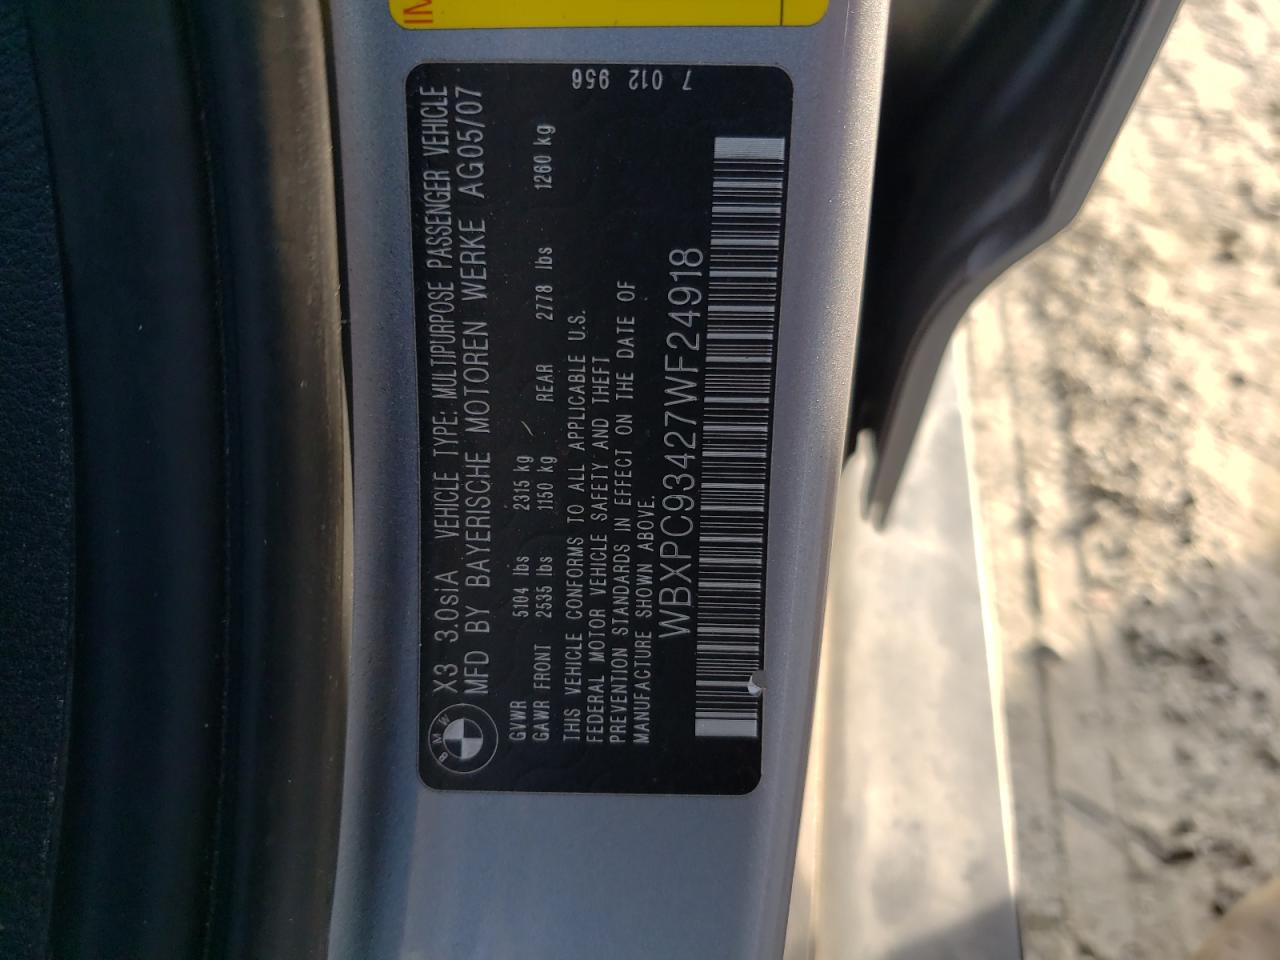 IM
BMW
X3 3.0siA VEHICLE TYPE: MULTIPURPOSE PASSENGER VEHICLE
MFD BY BAYERISCHE MOTOREN WERKE AG05/07
GVWR 5104 lbs 2315 kg
GAWR FRONT 2535 lbs 1150 kg / REAR 2778 lbs 1260 kg
THIS VEHICLE CONFORMS TO ALL APPLICABLE U.S.
FEDERAL MOTOR VEHICLE SAFETY AND THEFT
PREVENTION STANDARDS IN EFFECT ON THE DATE OF
MANUFACTURE SHOWN ABOVE.
WBXPC93427WF24918
7 012 956